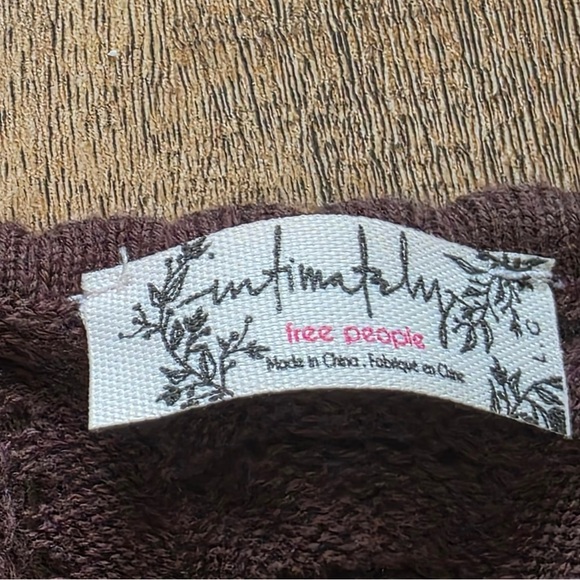 intimately
free people
Made in China . Fabriqué en Chine